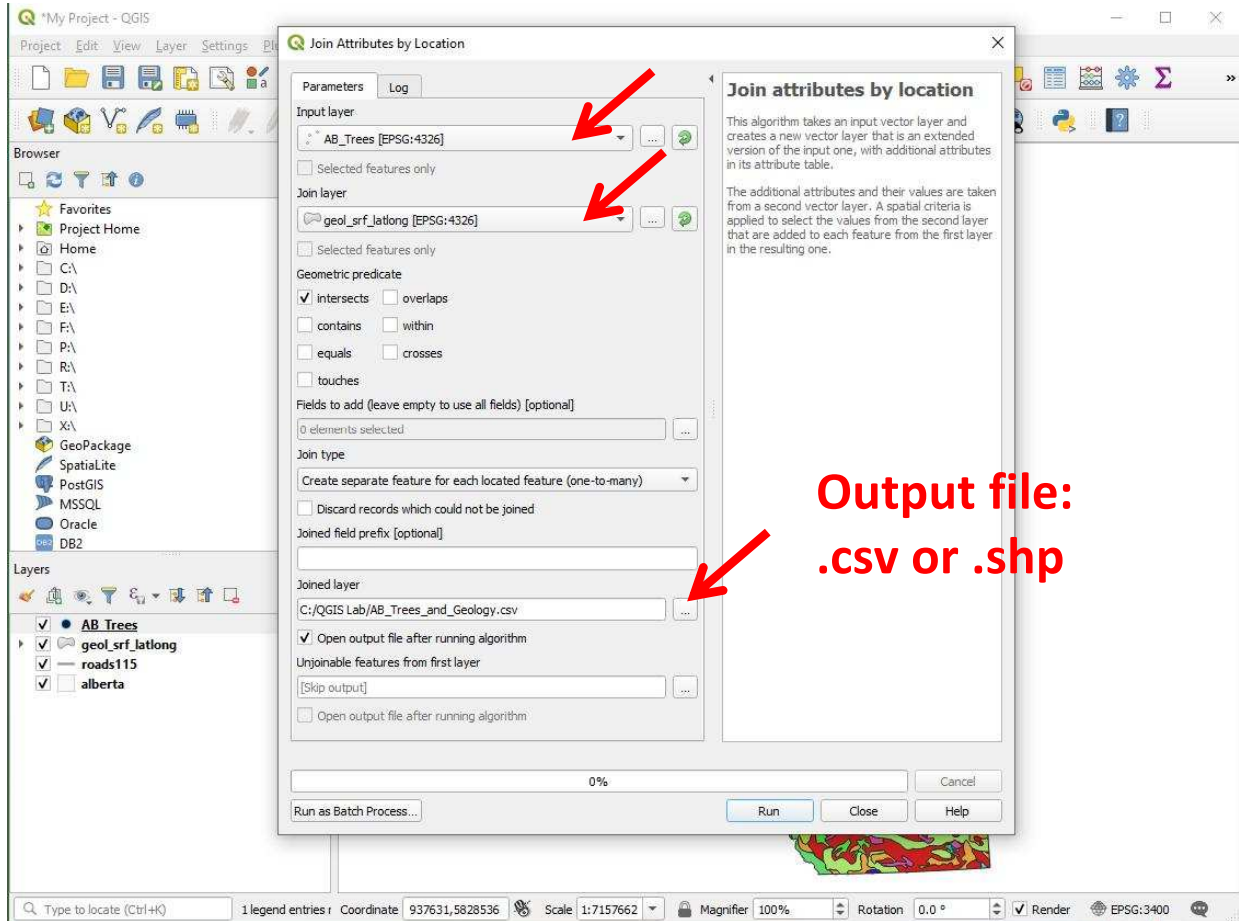 *My Project - QGIS
Project Edit View Layer Settings
Join Attributes by Location
Parameters Log
Input layer
AB_Trees [EPSG:4326]
...
Selected features only
Join layer
geol_srf_latlong [EPSG:4326]
...
Selected features only
Geometric predicate
intersects overlaps
contains within
equals crosses
touches
Fields to add (leave empty to use all fields) [optional]
0 elements selected
...
Join type
Create separate feature for each located feature (one-to-many)
Discard records which could not be joined
Joined field prefix [optional]
Joined layer
C:/QGIS Lab/AB_Trees_and_Geology.csv
...
Open output file after running algorithm
Unjoinable features from first layer
[Skip output]
...
Open output file after running algorithm
0%
Cancel
Run as Batch Process...
Run Close Help
Join attributes by location
This algorithm takes an input vector layer and
creates a new vector layer that is an extended
version of the input one, with additional attributes
in its attribute table.
The additional attributes and their values are taken
from a second vector layer. A spatial criteria is
applied to select the values from the second layer
that are added to each feature from the first layer
in the resulting one.
Output file:
.csv or .shp
Browser
Favorites
Project Home
Home
C:\
D:\
E:\
F:\
P:\
R:\
T:\
U:\
X:\
GeoPackage
SpatiaLite
PostGIS
MSSQL
Oracle
DB2
Layers
AB_Trees
geol_srf_latlong
roads115
alberta
Type to locate (Ctrl+K) 1 legend entries Coordinate 937631,5828536 Scale 1:7157662 Magnifier 100% Rotation 0.0 ° Render EPSG:3400